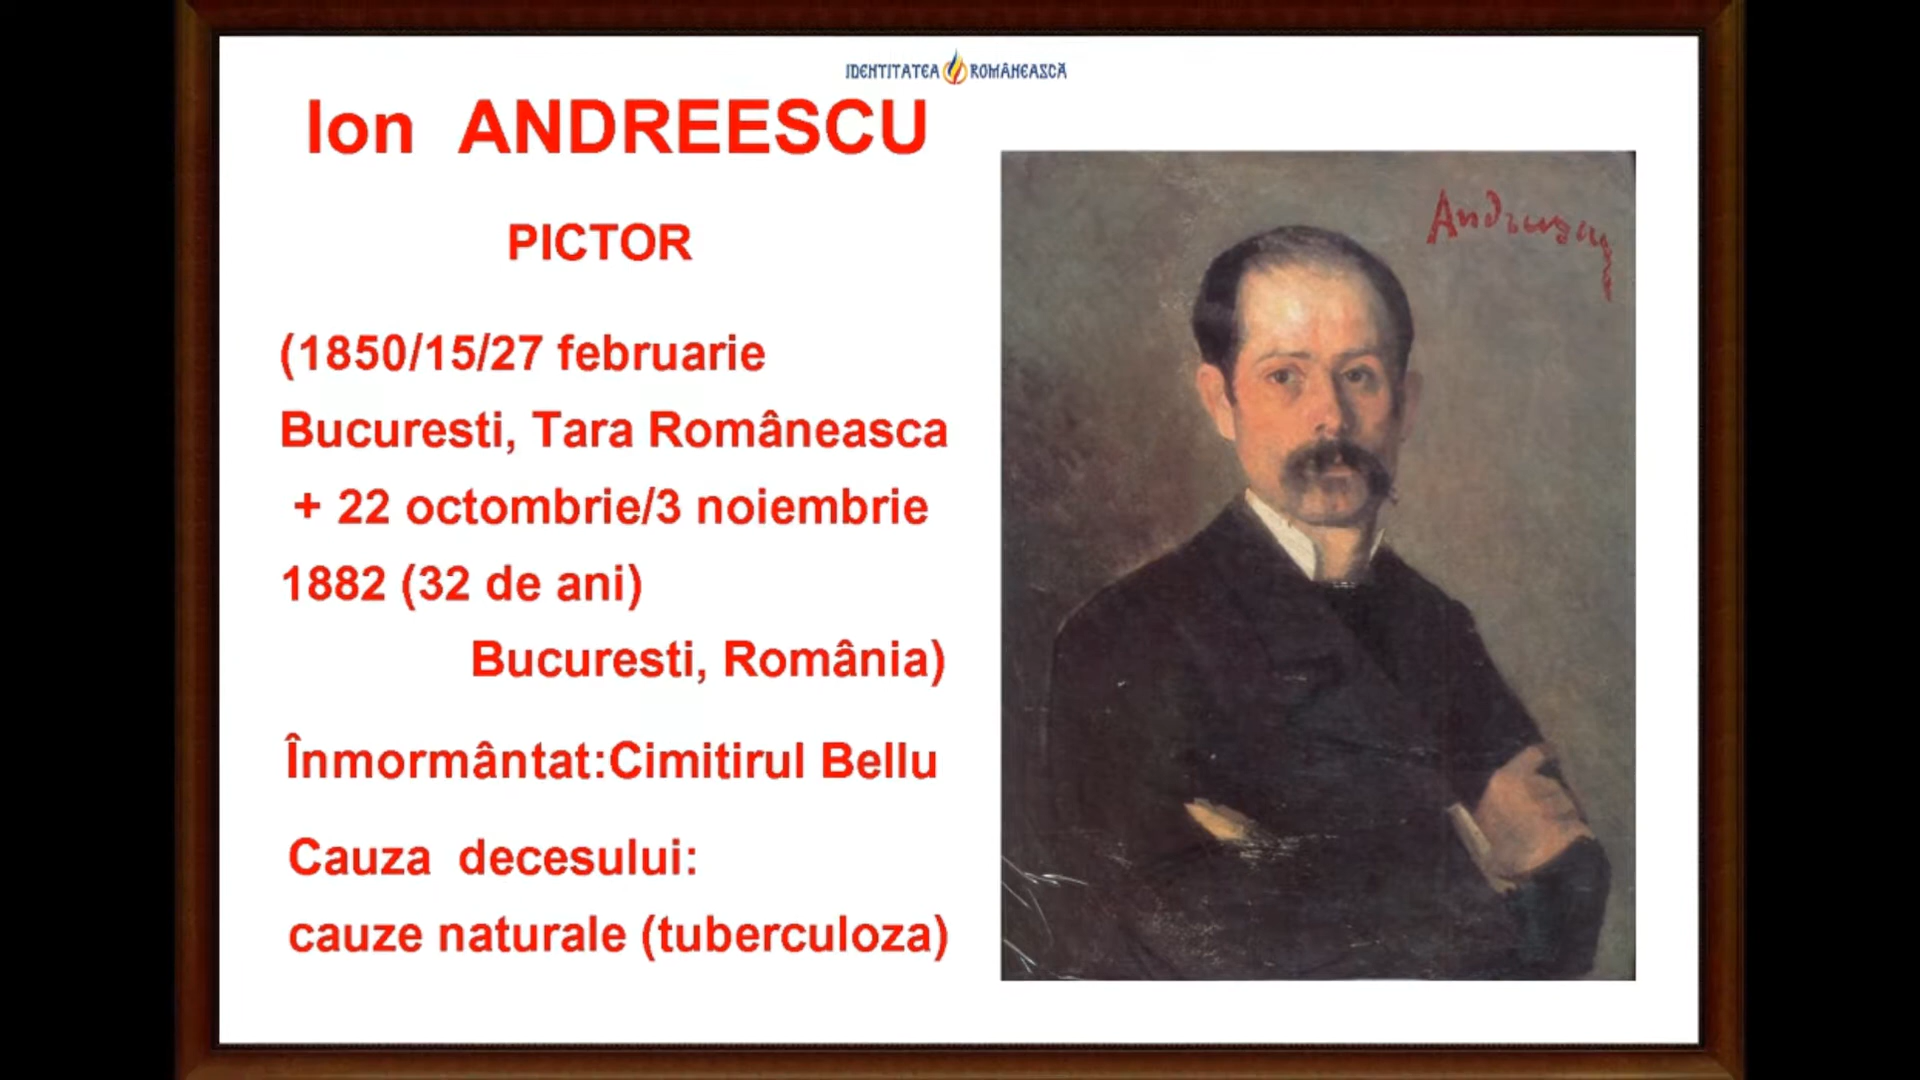 IDENTITATEA ROMÂNEASCĂ
Ion ANDREESCU
PICTOR
(1850/15/27 februarie
Bucuresti, Tara Româneasca
+ 22 octombrie/3 noiembrie
1882 (32 de ani)
Bucuresti, România)
Înmormântat:Cimitirul Bellu
Cauza decesului:
cauze naturale (tuberculoza)
Andreescu